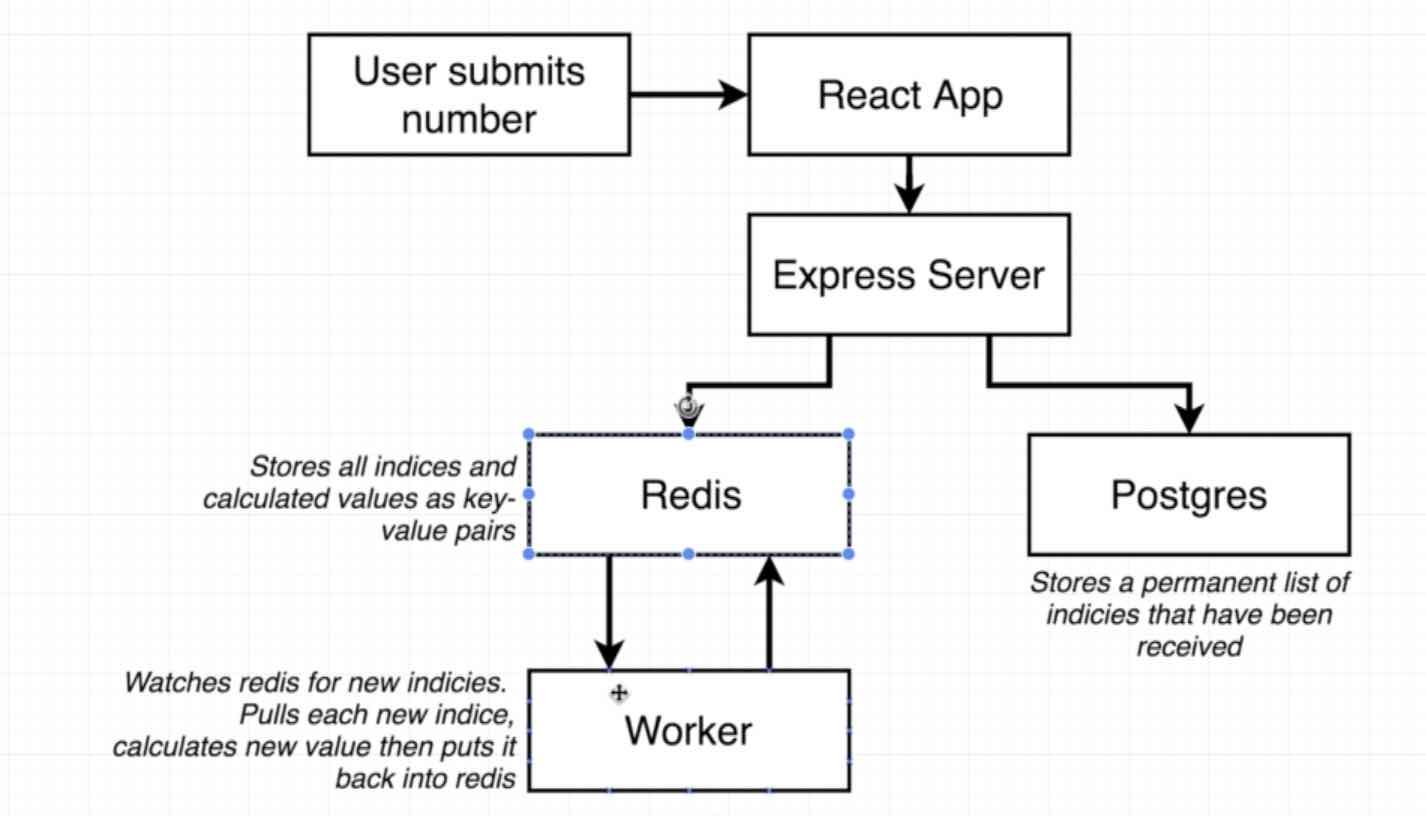 User submits
number
React App
Express Server
Stores all indices and
calculated values as key-
value pairs
Redis
Postgres
Stores a permanent list of
indicies that have been
received
Watches redis for new indicies.
Pulls each new indice,
calculates new value then puts it
back into redis
Worker